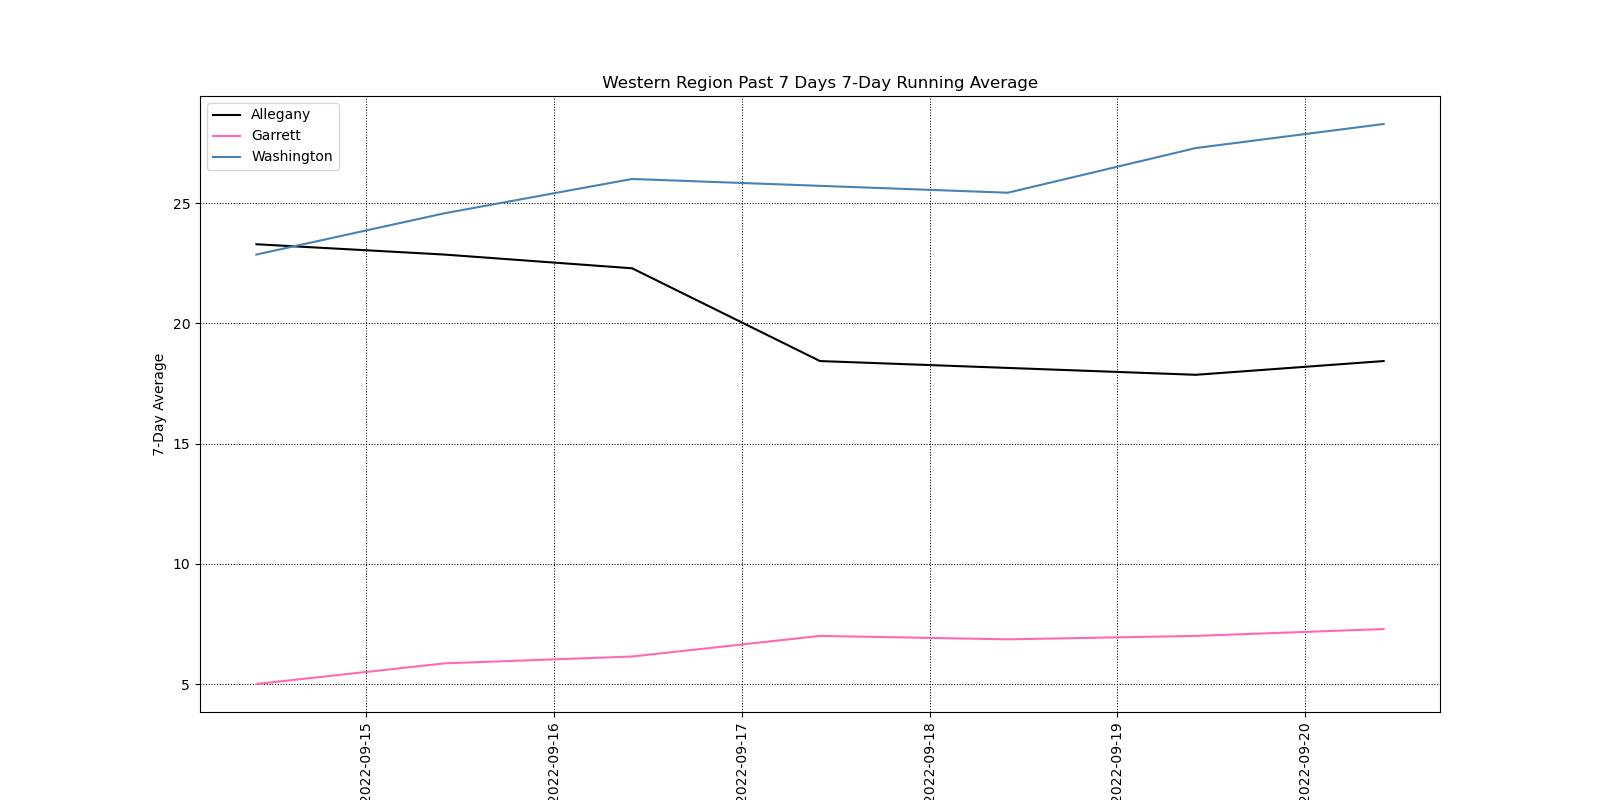 Western Region Past 7 Days 7-Day Running Average
Allegany
Garrett
Washington
7-Day Average
25
20
15
10
5
2022-09-15
2022-09-16
2022-09-17
2022-09-18
2022-09-19
2022-09-20